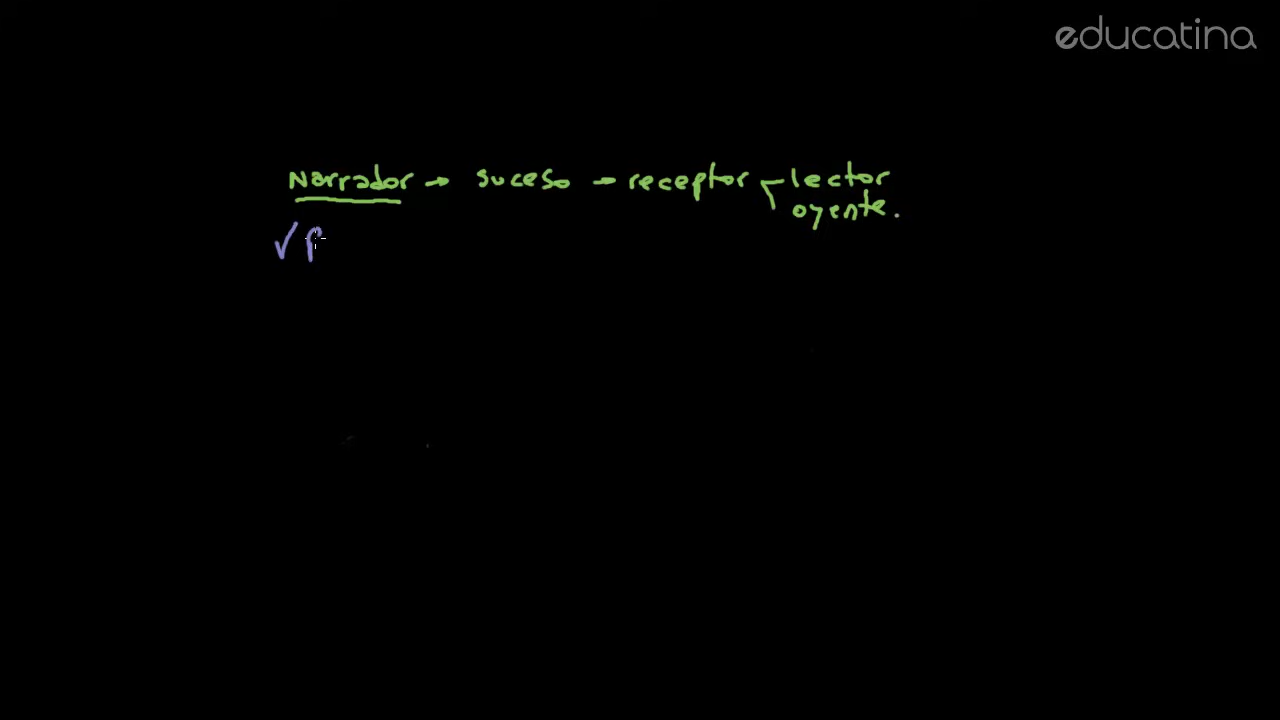 educatina
Narrador → suceso → receptor lector
oyente.
✓ P